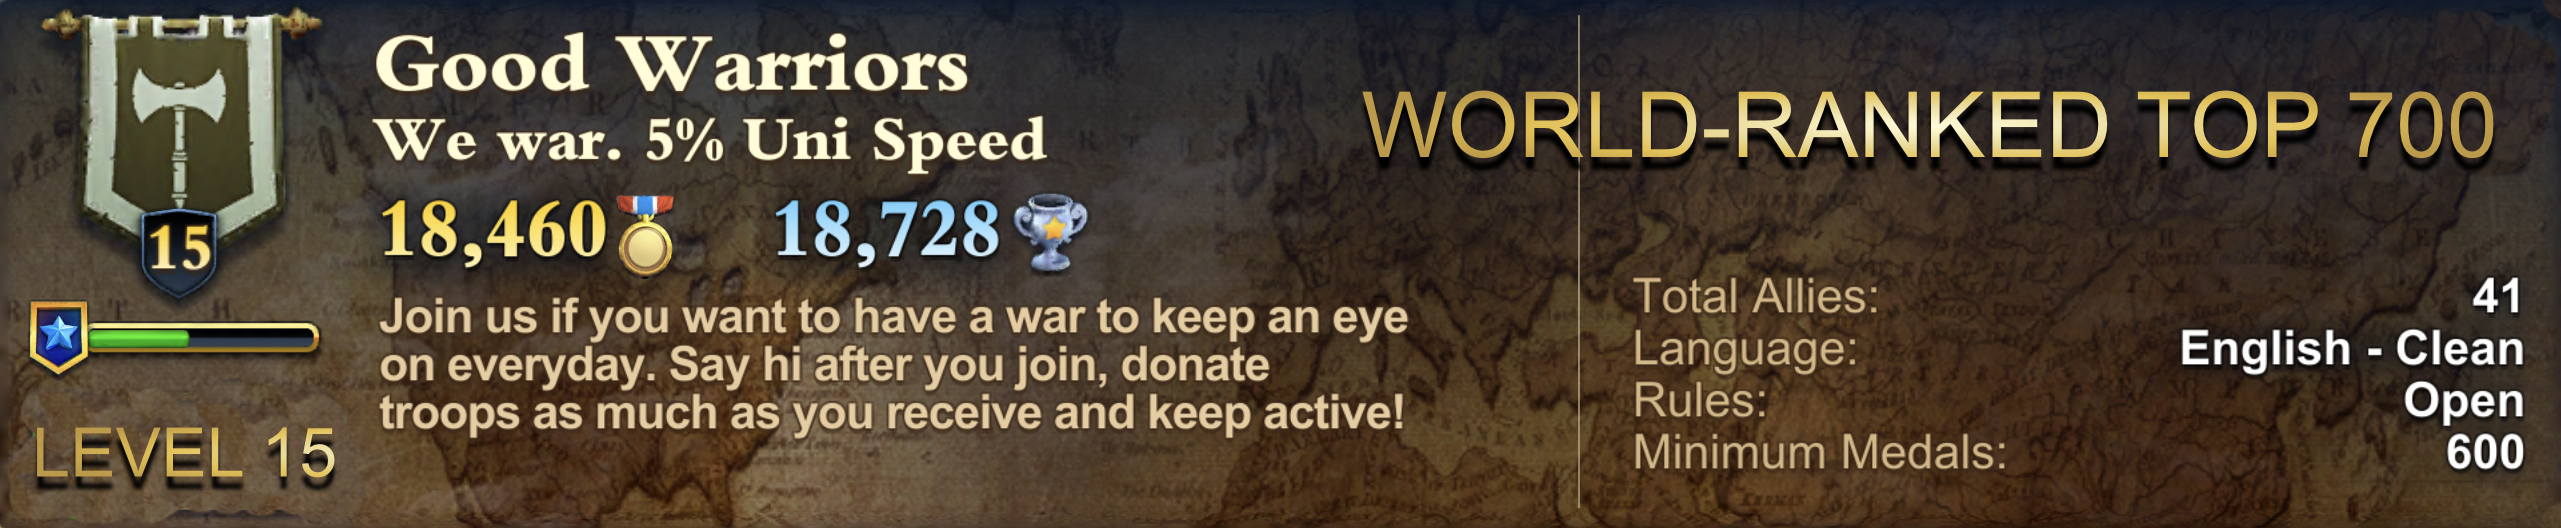 Good Warriors
We war. 5% Uni Speed
18,460 18,728
15
Join us if you want to have a war to keep an eye
on everyday. Say hi after you join, donate
troops as much as you receive and keep active!
LEVEL 15
WORLD-RANKED TOP 700
Total Allies: 41
Language: English - Clean
Rules: Open
Minimum Medals: 600